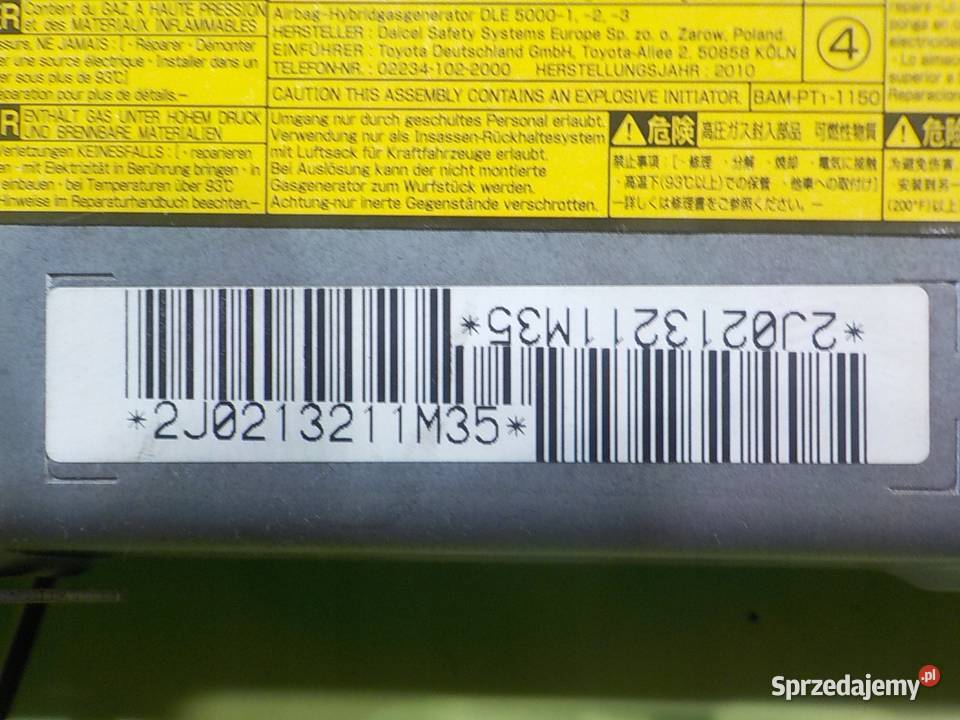 Content du GAZ A HAUTE PRESSION
et des MATERIAUX INFLAMMABLES
NE JAMAIS : [ · Réparer · Démonter
une source électrique · Installer dans un
sous plus de 93℃]
pour plus de détails.—
ENTHÄLT GAS UNTER HOHEM DRUCK
UND BRENNBARE MATERIALIEN
KEINESFALLS : [ · reparieren
· mit Elektrizität in Berührung bringen · in
einbauen · bei Temperaturen über 93℃
Hinweise im Reparaturhandbuch beachten.—
Airbag-Hybridgasgenerator DLE 5000-1, -2, -3
HERSTELLER : Daicel Safety Systems Europe Sp. zo. o. Zarow, Poland.
EINFÜHRER : Toyota Deutschland GmbH, Toyota-Allee 2, 50858 KÖLN
TELEFON-NR. : 02234-102-2000 HERSTELLUNGSJAHR : 2010
④
CAUTION THIS ASSEMBLY CONTAINS AN EXPLOSIVE INITIATOR.
BAM-PT1-1150
Umgang nur durch geschultes Personal erlaubt.
Verwendung nur als Insassen-Rückhaltesystem
mit Luftsack für Kraftfahrzeuge erlaubt.
Bei Auslösung kann der nicht montierte
Gasgenerator zum Wurfstück werden.
Achtung-nur inerte Gegenstände verschrotten.
危険 高圧ガス封入部品 可燃性物質
禁止事項 : [ · 修理 · 分解 · 焼却 · 電気に接触
· 高温下(93℃以上)での保管 · 他車への取付け]
—詳しくは修理書をご参照ください。—
危険
(200°F)以上
*2J0213211M35*
*2J0213211M35*
Sprzedajemy.pl